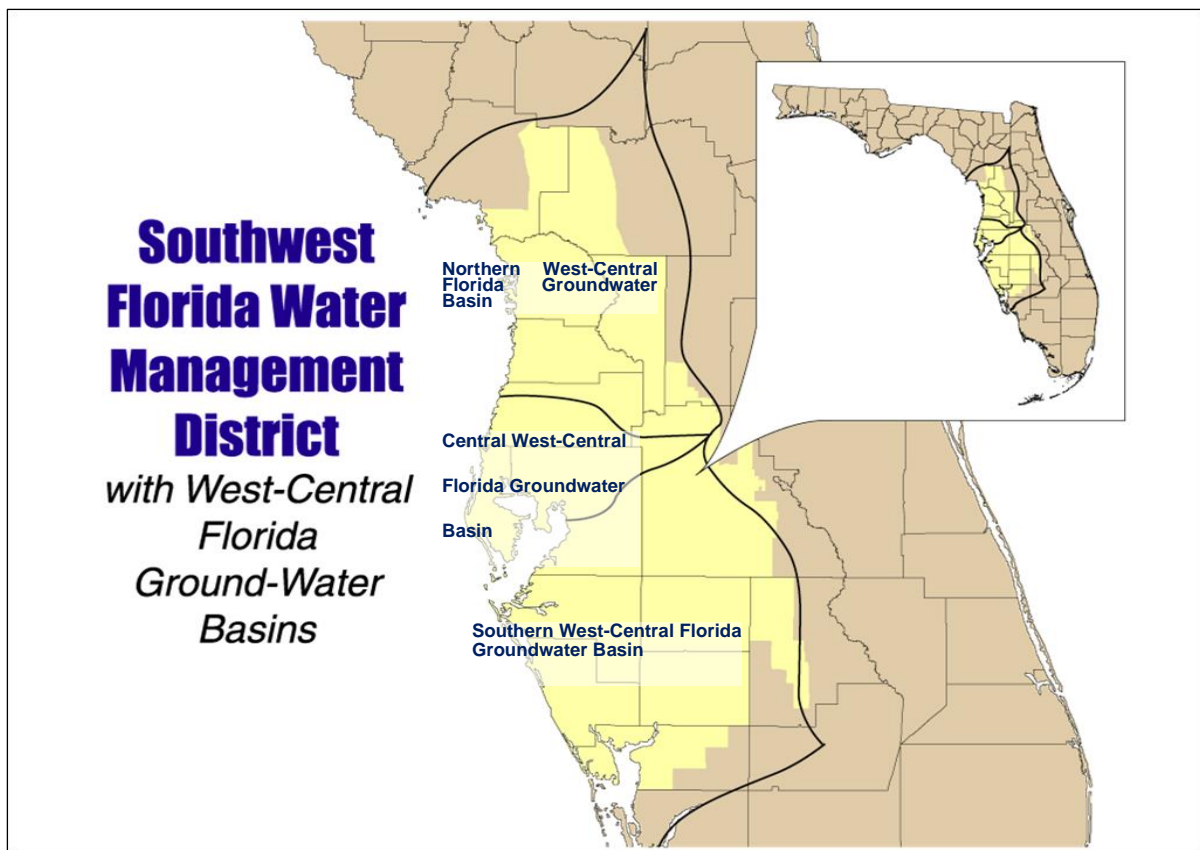 Southwest
Florida Water
Management
District
with West-Central
Florida
Ground-Water
Basins
Northern West-Central
Florida Groundwater
Basin
Central West-Central
Florida Groundwater
Basin
Southern West-Central Florida
Groundwater Basin